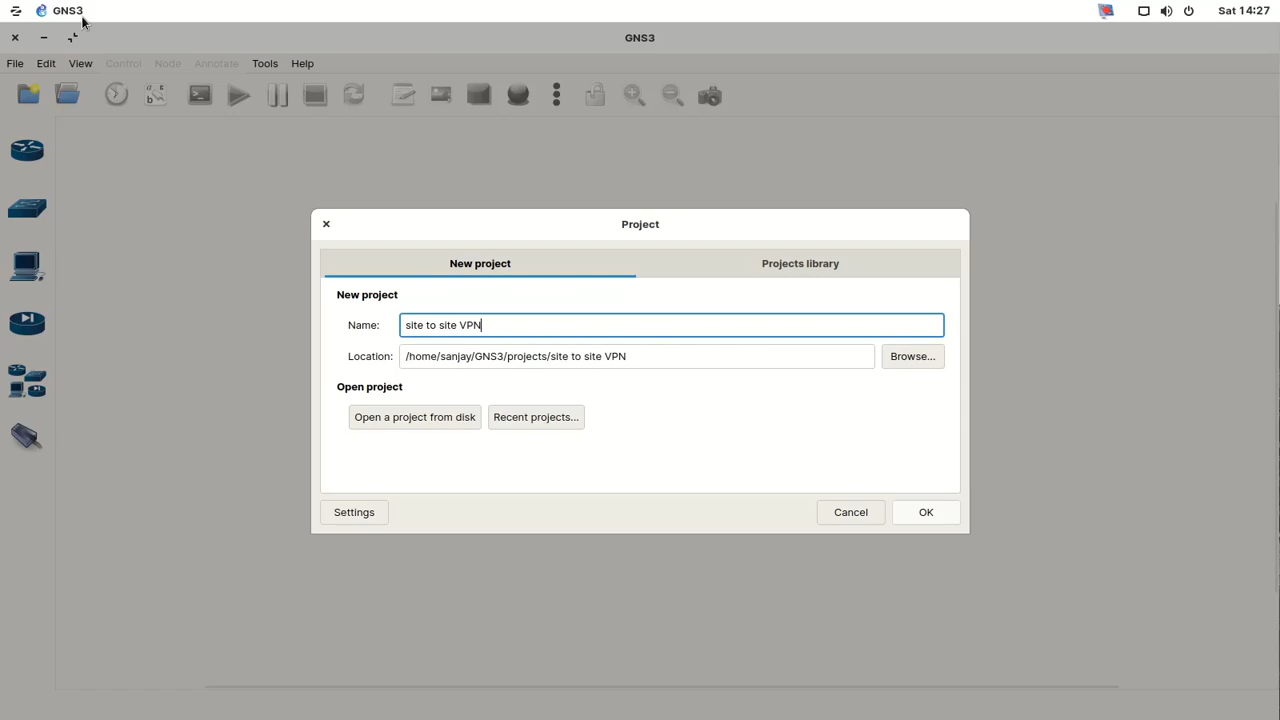 GNS3
Sat 14:27
GNS3
File Edit View Control Node Annotate Tools Help
Project
New project
Projects library
New project
Name: site to site VPN
Location: /home/sanjay/GNS3/projects/site to site VPN Browse...
Open project
Open a project from disk Recent projects...
Settings Cancel OK